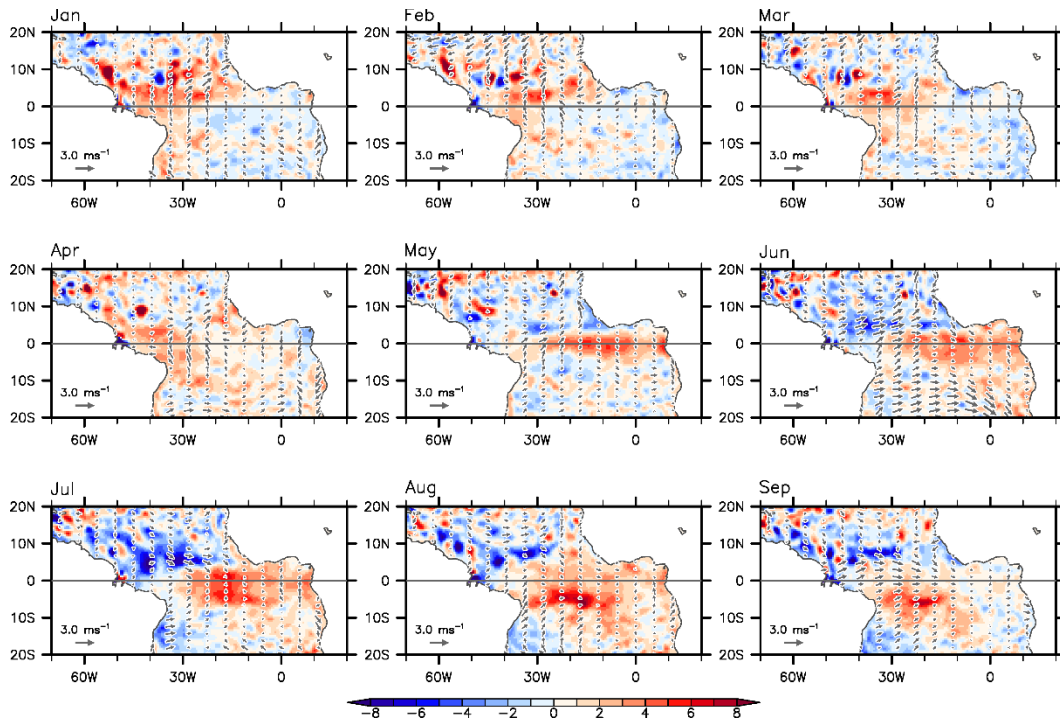 Jan Feb Mar
20N 20N 20N
10N 10N 10N
0 0 0
10S 10S 10S
3.0 ms⁻¹ 3.0 ms⁻¹ 3.0 ms⁻¹
20S 20S 20S
60W 30W 0 60W 30W 0 60W 30W 0
Apr May Jun
20N 20N 20N
10N 10N 10N
0 0 0
10S 10S 10S
3.0 ms⁻¹ 3.0 ms⁻¹ 3.0 ms⁻¹
20S 20S 20S
60W 30W 0 60W 30W 0 60W 30W 0
Jul Aug Sep
20N 20N 20N
10N 10N 10N
0 0 0
10S 10S 10S
3.0 ms⁻¹ 3.0 ms⁻¹ 3.0 ms⁻¹
20S 20S 20S
60W 30W 0 60W 30W 0 60W 30W 0
-8 -6 -4 -2 0 2 4 6 8